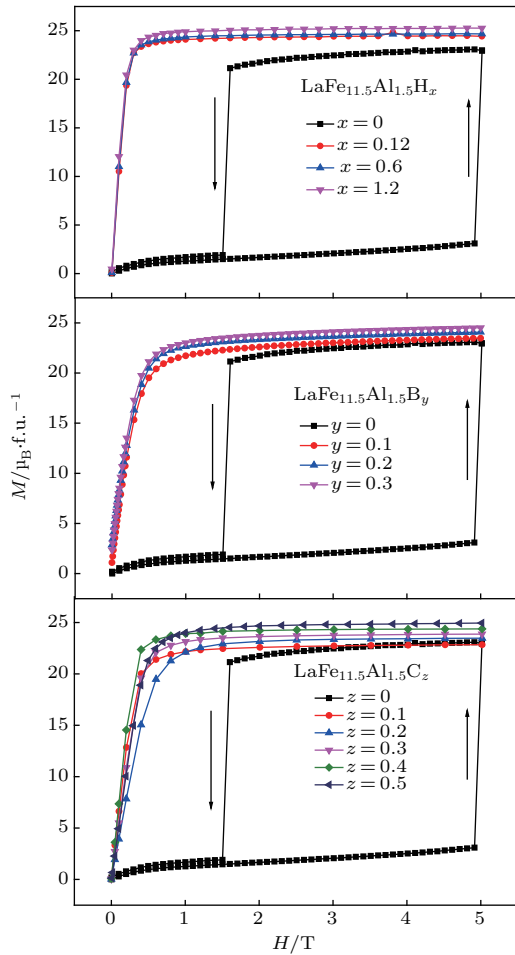 25
20
15
10
5
0
LaFe₁₁.₅Al₁.₅Hₓ
x = 0
x = 0.12
x = 0.6
x = 1.2
25
20
15
10
5
0
M/μ_B·f.u.⁻¹
LaFe₁₁.₅Al₁.₅B_y
y = 0
y = 0.1
y = 0.2
y = 0.3
25
20
15
10
5
0
LaFe₁₁.₅Al₁.₅C_z
z = 0
z = 0.1
z = 0.2
z = 0.3
z = 0.4
z = 0.5
0 1 2 3 4 5
H/T